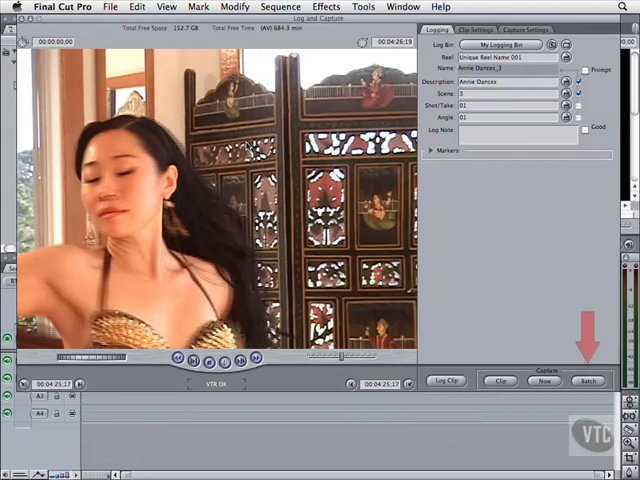 Final Cut Pro File Edit View Mark Modify Sequence Tools Window Help
Log and Capture
Total Free Space 152.7 GB Total Free Time (AV) 684.3 min
00:00:00;00 00:04:26;19
Logging Clip Settings Capture Settings
Log Bin: My Logging Bin
Reel: Unique Reel Name 001
Name: Annie Dances_3 Prompt
Description: Annie Dances
Scene: 3
Shot/Take: 01
Angle: 01
Log Note: Good
Markers:
VTR OK
00:04:25;17 00:04:25;17
Log Clip
Capture
Clip Now Batch
A3
A4
VTC